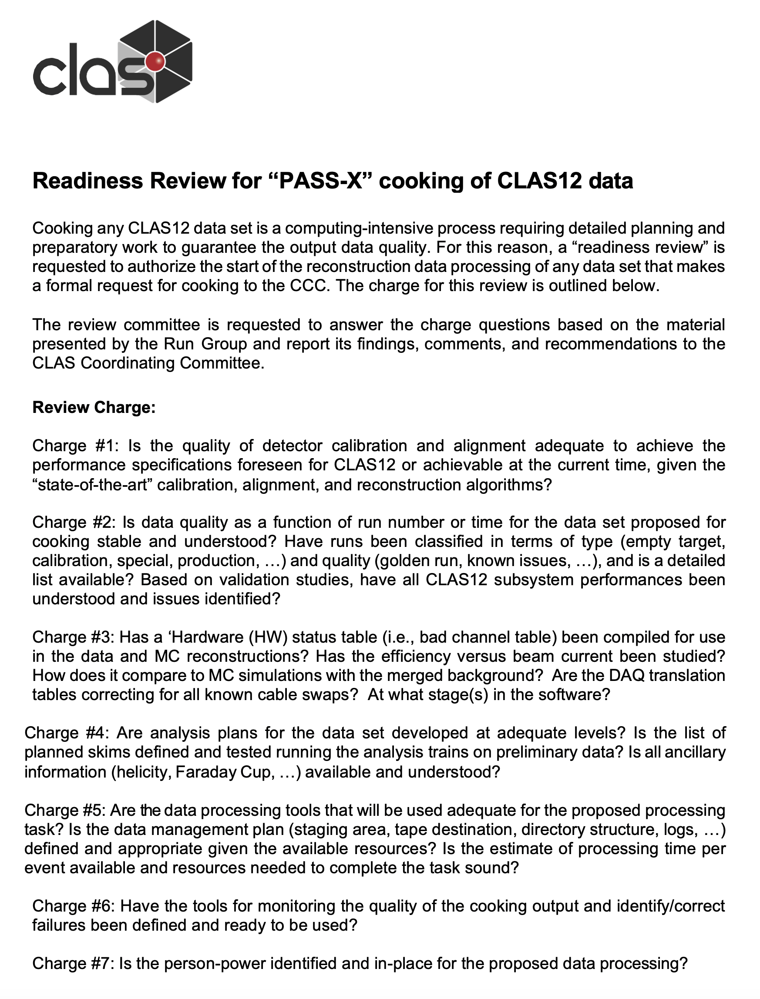 clas
Readiness Review for “PASS-X” cooking of CLAS12 data
Cooking any CLAS12 data set is a computing-intensive process requiring detailed planning and
preparatory work to guarantee the output data quality. For this reason, a “readiness review” is
requested to authorize the start of the reconstruction data processing of any data set that makes
a formal request for cooking to the CCC. The charge for this review is outlined below.
The review committee is requested to answer the charge questions based on the material
presented by the Run Group and report its findings, comments, and recommendations to the
CLAS Coordinating Committee.
Review Charge:
Charge #1: Is the quality of detector calibration and alignment adequate to achieve the
performance specifications foreseen for CLAS12 or achievable at the current time, given the
“state-of-the-art” calibration, alignment, and reconstruction algorithms?
Charge #2: Is data quality as a function of run number or time for the data set proposed for
cooking stable and understood? Have runs been classified in terms of type (empty target,
calibration, special, production, …) and quality (golden run, known issues, …), and is a detailed
list available? Based on validation studies, have all CLAS12 subsystem performances been
understood and issues identified?
Charge #3: Has a ‘Hardware (HW) status table (i.e., bad channel table) been compiled for use
in the data and MC reconstructions? Has the efficiency versus beam current been studied?
How does it compare to MC simulations with the merged background?  Are the DAQ translation
tables correcting for all known cable swaps?  At what stage(s) in the software?
Charge #4: Are analysis plans for the data set developed at adequate levels? Is the list of
planned skims defined and tested running the analysis trains on preliminary data? Is all ancillary
information (helicity, Faraday Cup, …) available and understood?
Charge #5: Are the data processing tools that will be used adequate for the proposed processing
task? Is the data management plan (staging area, tape destination, directory structure, logs, …)
defined and appropriate given the available resources? Is the estimate of processing time per
event available and resources needed to complete the task sound?
Charge #6: Have the tools for monitoring the quality of the cooking output and identify/correct
failures been defined and ready to be used?
Charge #7: Is the person-power identified and in-place for the proposed data processing?